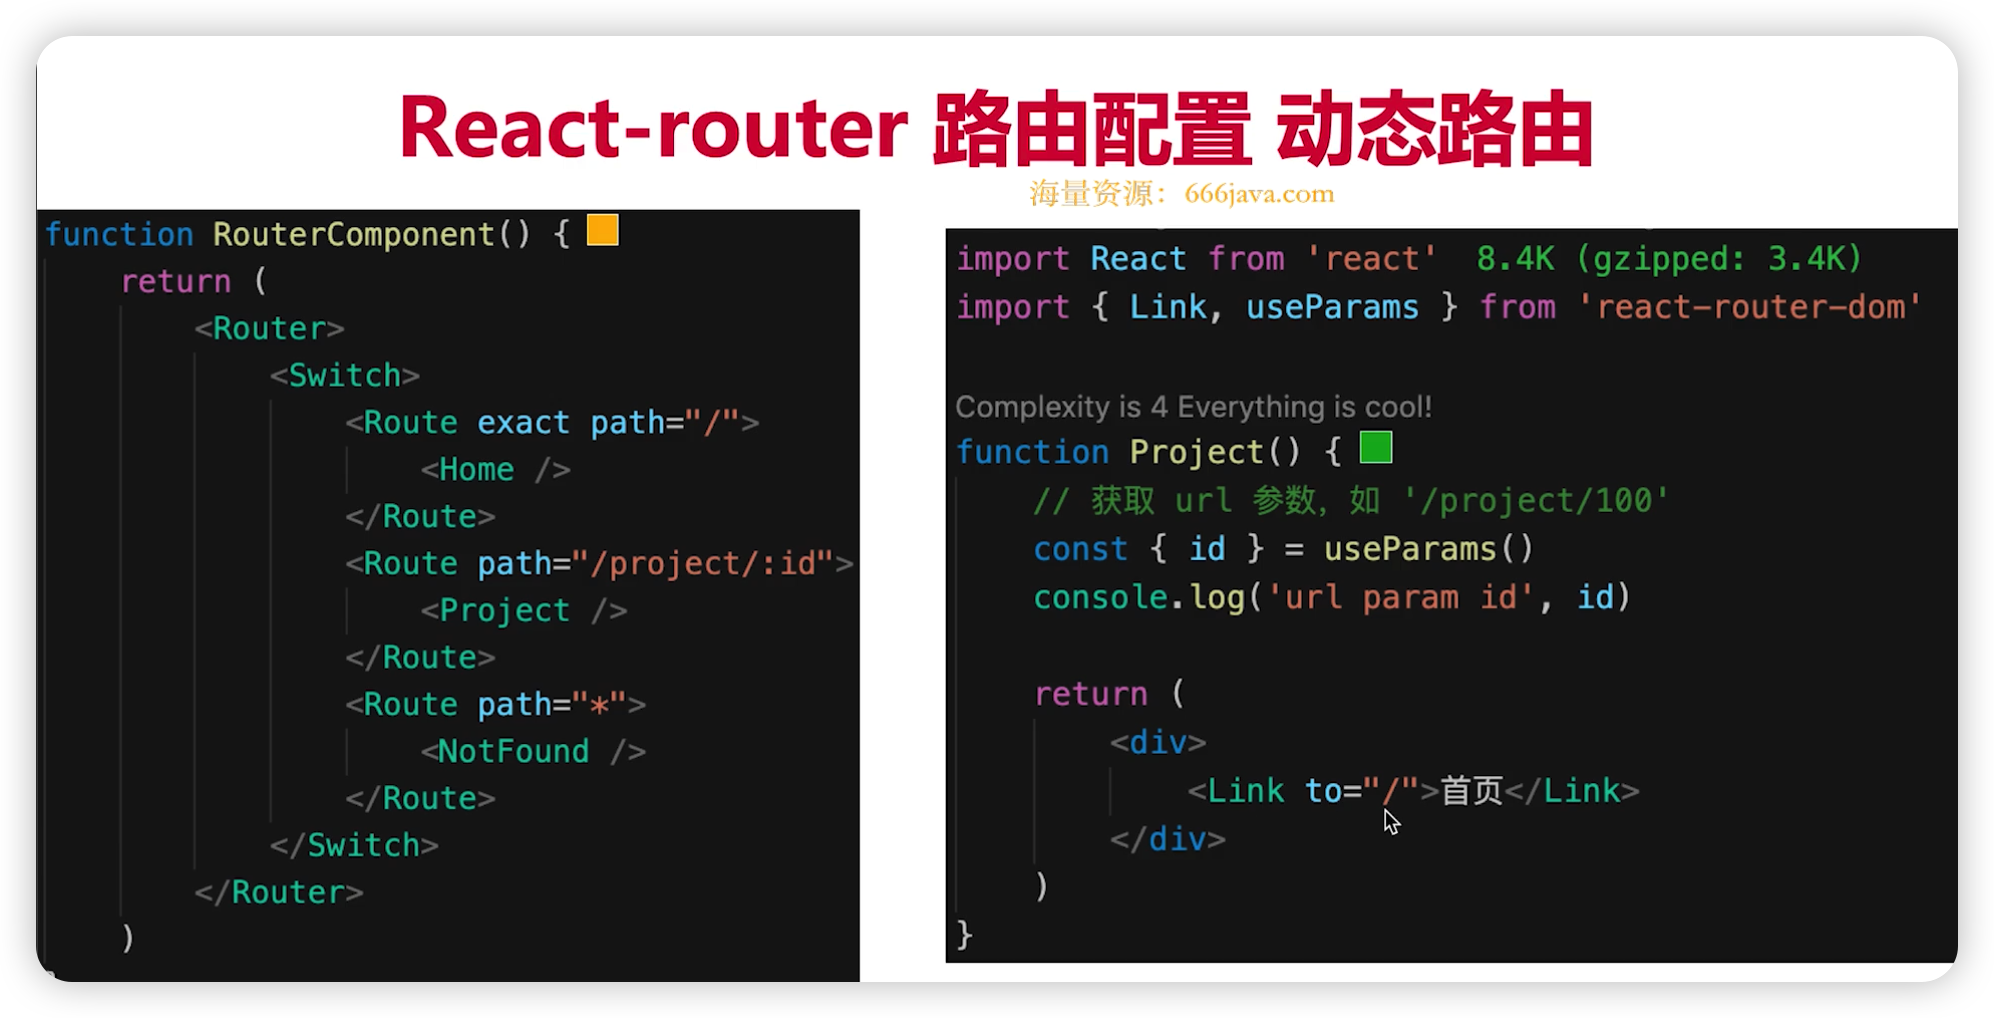 React-router 路由配置 动态路由
海量资源：666java.com
function RouterComponent() {
return (
<Router>
<Switch>
<Route exact path="/">
<Home />
</Route>
<Route path="/project/:id">
<Project />
</Route>
<Route path="*">
<NotFound />
</Route>
</Switch>
</Router>
)
import React from 'react' 8.4K (gzipped: 3.4K)
import { Link, useParams } from 'react-router-dom'
Complexity is 4 Everything is cool!
function Project() {
// 获取 url 参数，如 '/project/100'
const { id } = useParams()
console.log('url param id', id)
return (
<div>
<Link to="/">首页</Link>
</div>
)
}